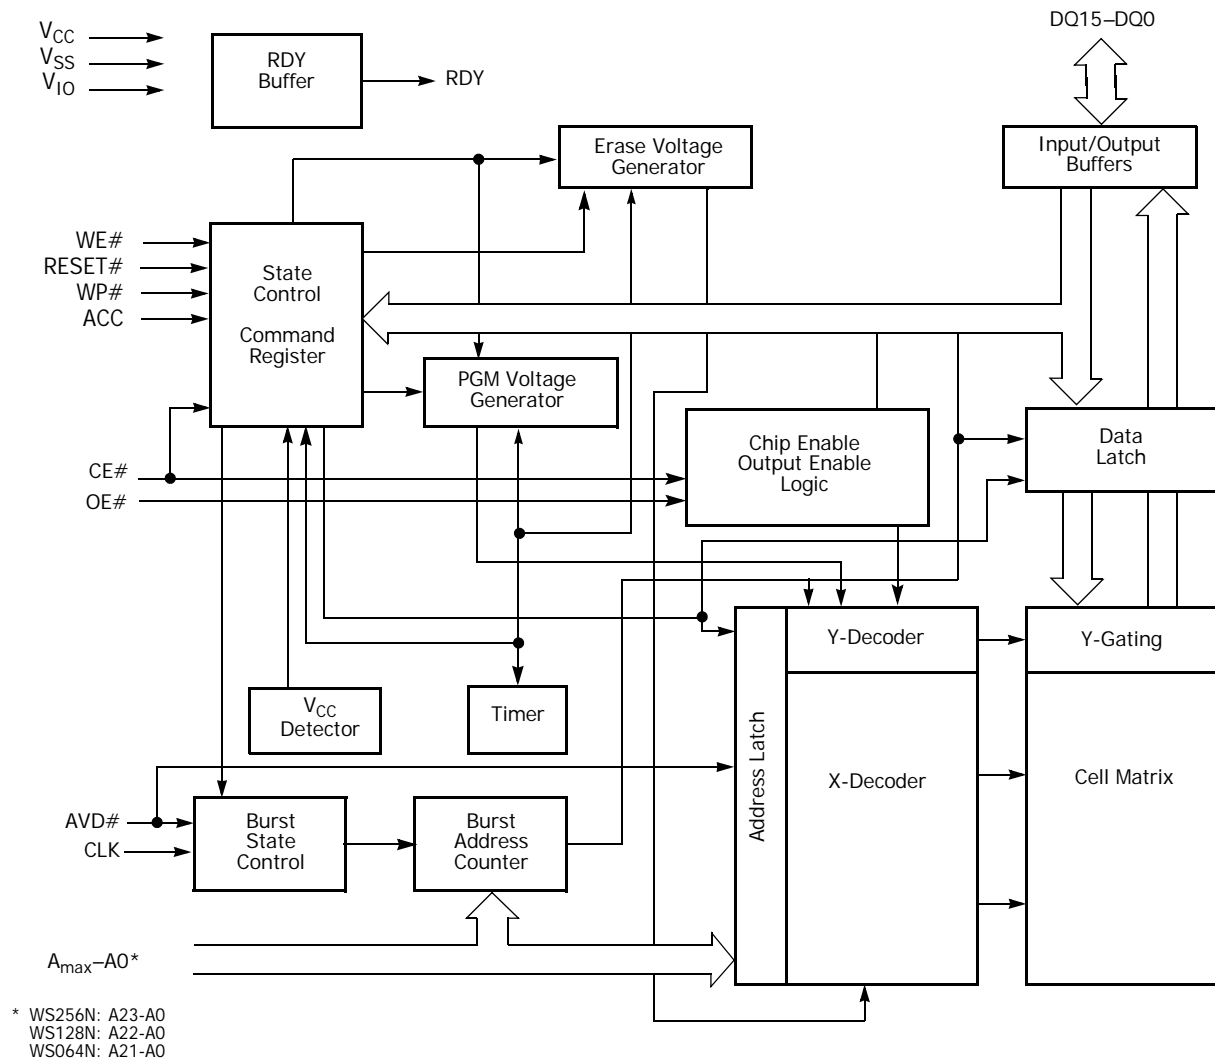 DQ15–DQ0
VCC
VSS
VIO
RDY
Buffer
RDY
Erase Voltage
Generator
Input/Output
Buffers
WE#
RESET#
WP#
ACC
State
Control
Command
Register
PGM Voltage
Generator
Chip Enable
Output Enable
Logic
Data
Latch
CE#
OE#
Y-Decoder
Y-Gating
VCC
Detector
Timer
Address Latch
X-Decoder
Cell Matrix
AVD#
CLK
Burst
State
Control
Burst
Address
Counter
Amax–A0*
* WS256N: A23-A0
WS128N: A22-A0
WS064N: A21-A0